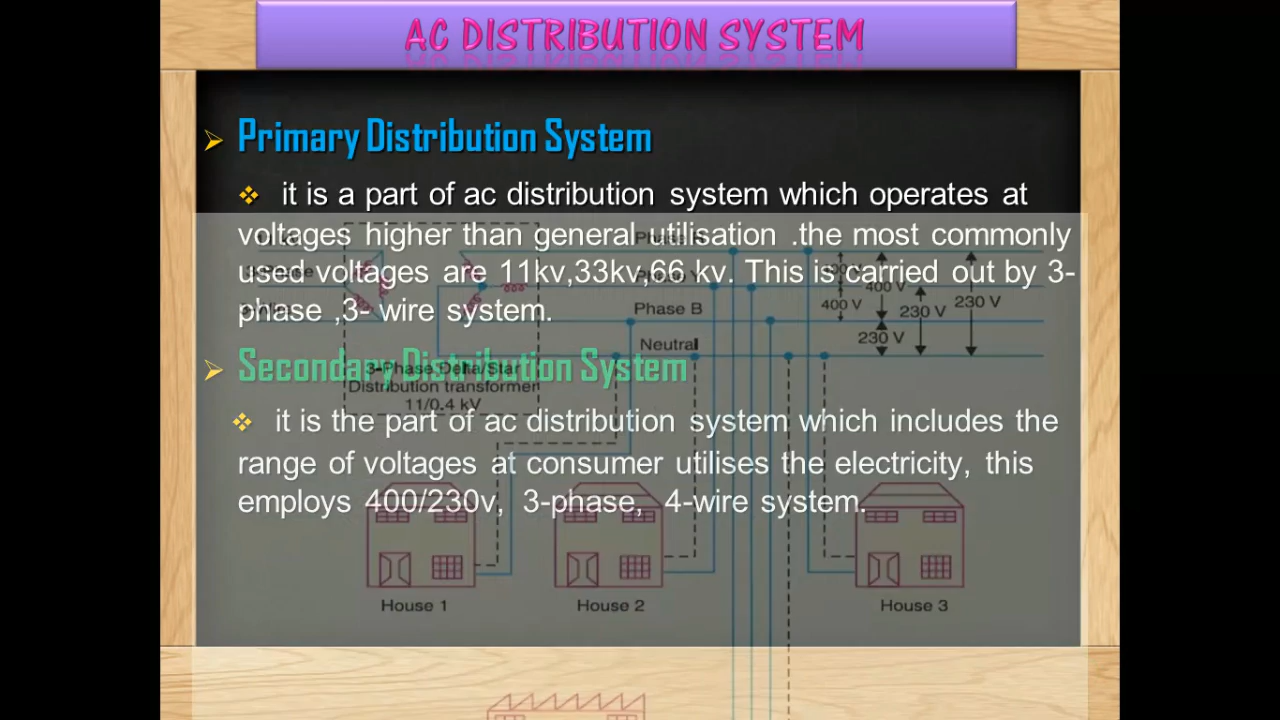 AC DISTRIBUTION SYSTEM
Primary Distribution System
it is a part of ac distribution system which operates at
voltages higher than general utilisation .the most commonly
used voltages are 11kv,33kv,66 kv. This is carried out by 3-
phase ,3- wire system.
Secondary Distribution System
it is the part of ac distribution system which includes the
range of voltages at consumer utilises the electricity, this
employs 400/230v, 3-phase, 4-wire system.
Phase B
400 V
400 V
230 V
230 V
230 V
Neutral
3-Phase Delta/Star
Distribution transformer
11/0.4 kV
House 1
House 2
House 3